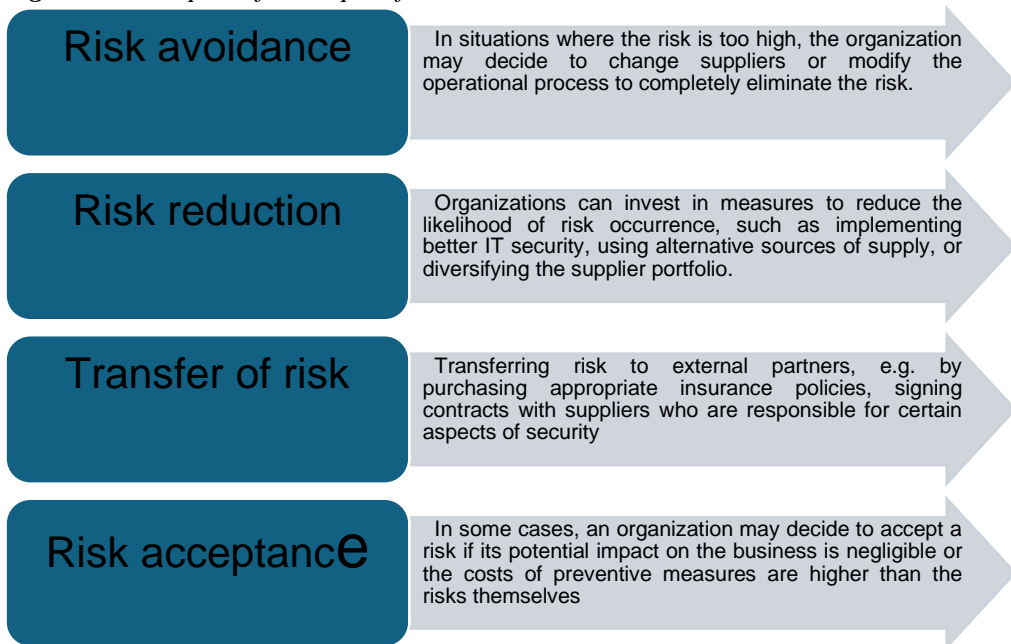 Risk avoidance
In situations where the risk is too high, the organization
may decide to change suppliers or modify the
operational process to completely eliminate the risk.
Risk reduction
Organizations can invest in measures to reduce the
likelihood of risk occurrence, such as implementing
better IT security, using alternative sources of supply, or
diversifying the supplier portfolio.
Transfer of risk
Transferring risk to external partners, e.g. by
purchasing appropriate insurance policies, signing
contracts with suppliers who are responsible for certain
aspects of security
Risk acceptance
In some cases, an organization may decide to accept a
risk if its potential impact on the business is negligible or
the costs of preventive measures are higher than the
risks themselves